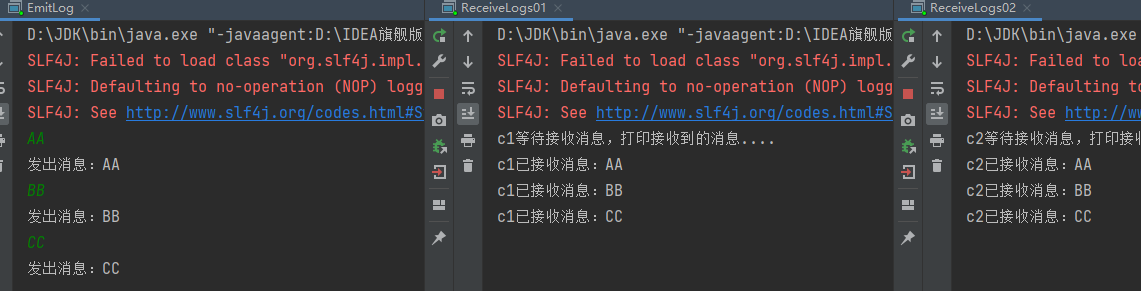 EmitLog
D:\JDK\bin\java.exe "-javaagent:D:\IDEA旗舰版
SLF4J: Failed to load class "org.slf4j.impl.
SLF4J: Defaulting to no-operation (NOP) logg
SLF4J: See http://www.slf4j.org/codes.html#S
AA
发出消息：AA
BB
发出消息：BB
CC
发出消息：CC
ReceiveLogs01
D:\JDK\bin\java.exe "-javaagent:D:\IDEA旗舰版
SLF4J: Failed to load class "org.slf4j.impl.
SLF4J: Defaulting to no-operation (NOP) logg
SLF4J: See http://www.slf4j.org/codes.html#S
c1等待接收消息，打印接收到的消息....
c1已接收消息：AA
c1已接收消息：BB
c1已接收消息：CC
ReceiveLogs02
D:\JDK\bin\java.exe "-j
SLF4J: Failed to load c
SLF4J: Defaulting to no
SLF4J: See http://www.sl
c2等待接收消息，打印接收
c2已接收消息：AA
c2已接收消息：BB
c2已接收消息：CC